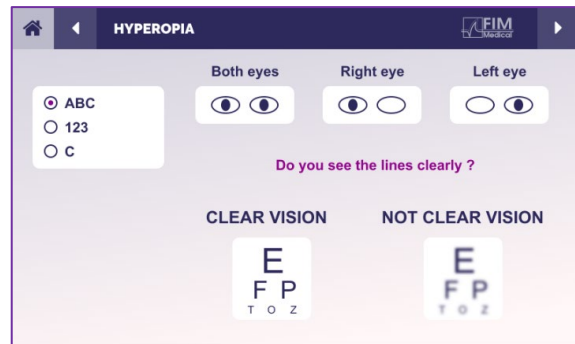 HYPEROPIA
FIM
Medical
Both eyes
Right eye
Left eye
ABC
123
C
Do you see the lines clearly ?
CLEAR VISION
NOT CLEAR VISION
E
F P
T O Z
E
F P
T O Z